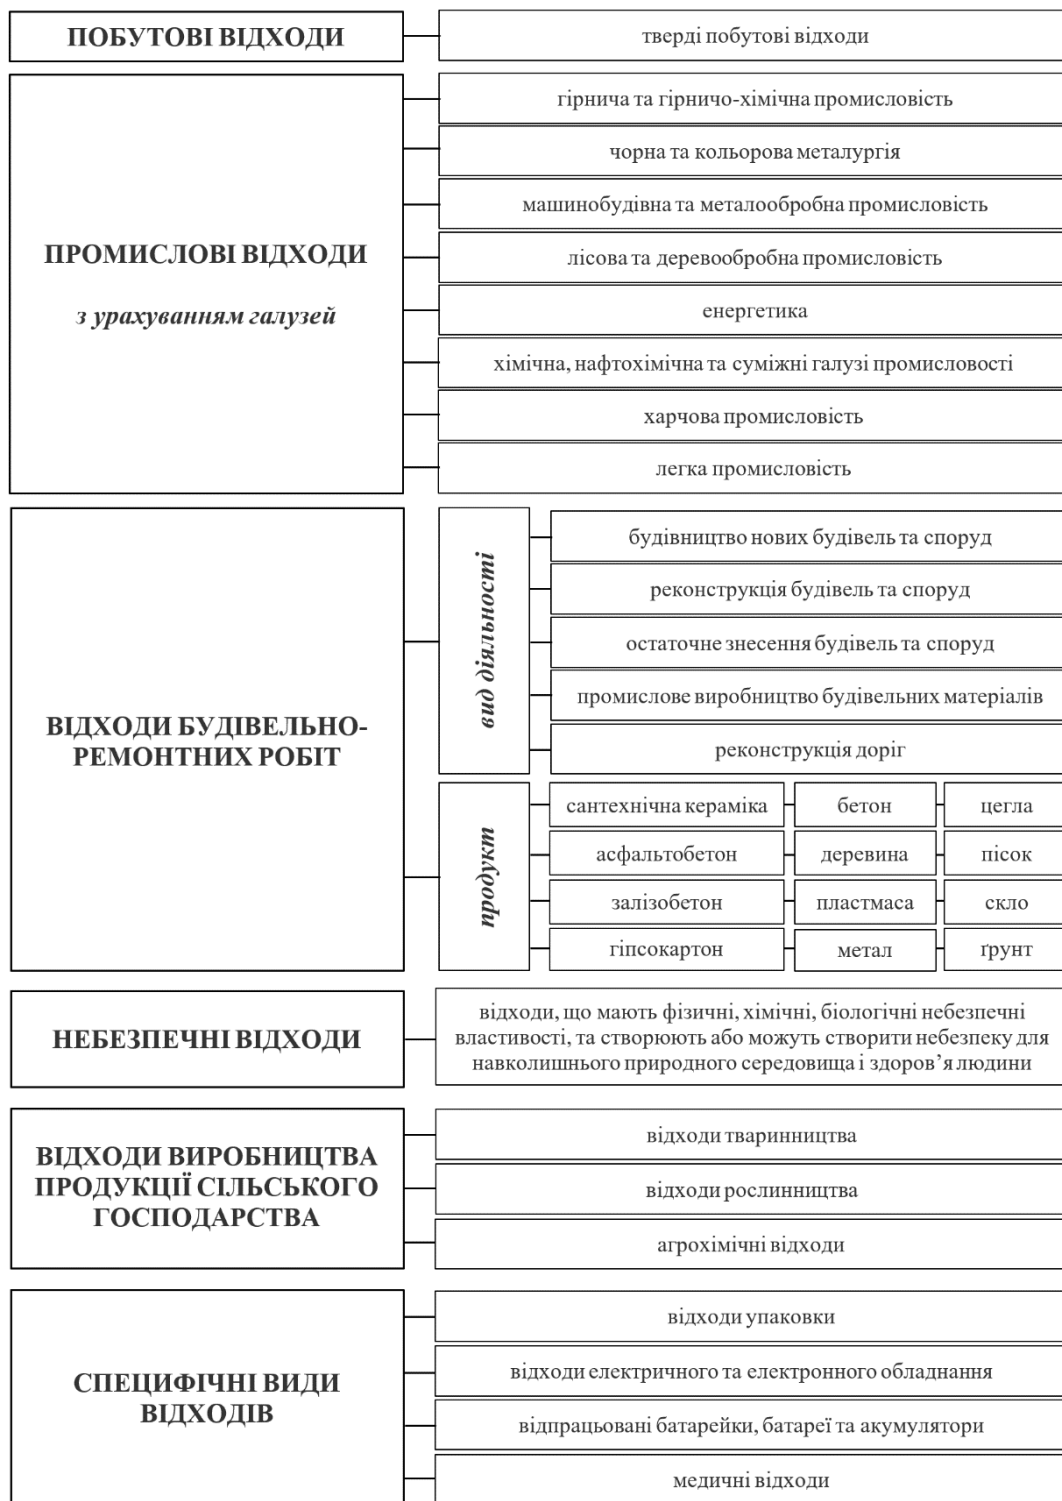 ПОБУТОВІ ВІДХОДИ
тверді побутові відходи
ПРОМИСЛОВІ ВІДХОДИ
з урахуванням галузей
гірнича та гірничо-хімічна промисловість
чорна та кольорова металургія
машинобудівна та металообробна промисловість
лісова та деревообробна промисловість
енергетика
хімічна, нафтохімічна та суміжні галузі промисловості
харчова промисловість
легка промисловість
ВІДХОДИ БУДІВЕЛЬНО-
РЕМОНТНИХ РОБІТ
вид діяльності
будівництво нових будівель та споруд
реконструкція будівель та споруд
остаточне знесення будівель та споруд
промислове виробництво будівельних матеріалів
реконструкція доріг
продукт
сантехнічна кераміка
бетон
цегла
асфальтобетон
деревина
пісок
залізобетон
пластмаса
скло
гіпсокартон
метал
ґрунт
НЕБЕЗПЕЧНІ ВІДХОДИ
відходи, що мають фізичні, хімічні, біологічні небезпечні
властивості, та створюють або можуть створити небезпеку для
навколишнього природного середовища і здоров’я людини
ВІДХОДИ ВИРОБНИЦТВА
ПРОДУКЦІЇ СІЛЬСЬКОГО
ГОСПОДАРСТВА
відходи тваринництва
відходи рослинництва
агрохімічні відходи
СПЕЦИФІЧНІ ВИДИ
ВІДХОДІВ
відходи упаковки
відходи електричного та електронного обладнання
відпрацьовані батарейки, батареї та акумулятори
медичні відходи